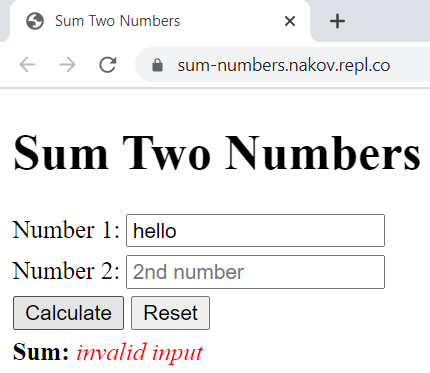 Sum Two Numbers
sum-numbers.nakov.repl.co
Sum Two Numbers
Number 1: hello
Number 2: 2nd number
Calculate Reset
Sum: invalid input